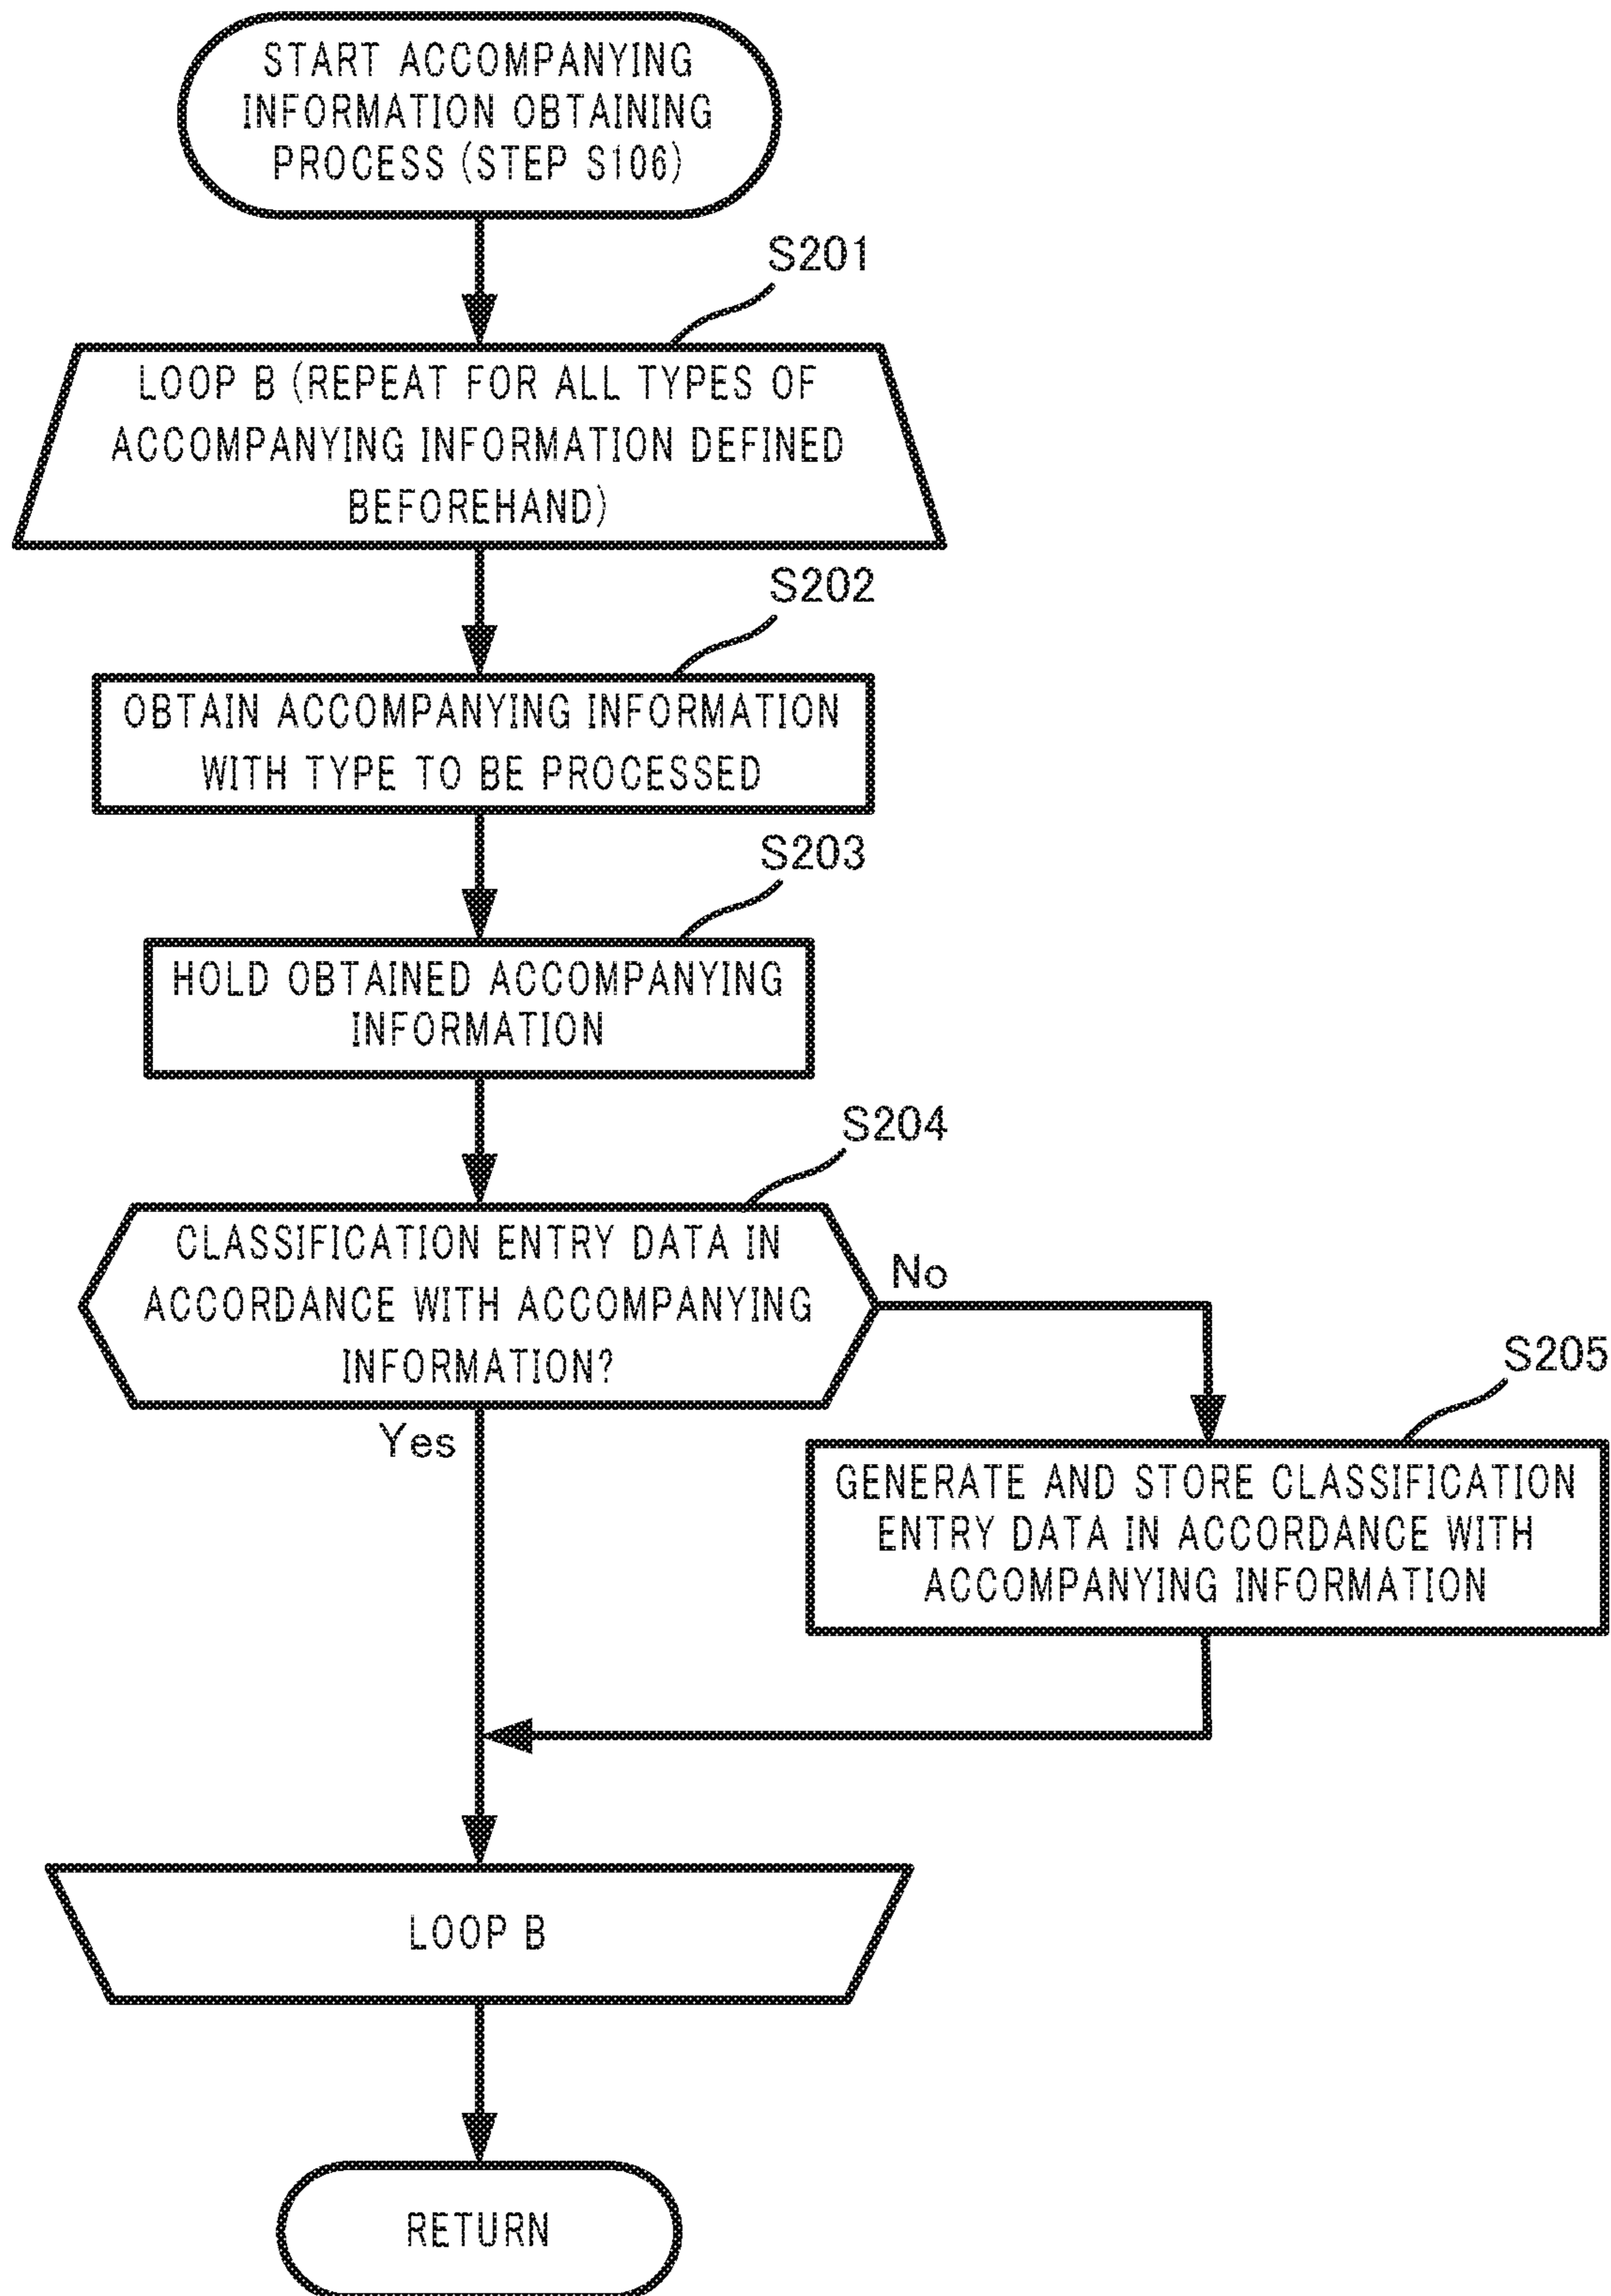 START ACCOMPANYING
INFORMATION OBTAINING
PROCESS (STEP S106)
S201
LOOP B (REPEAT FOR ALL TYPES OF
ACCOMPANYING INFORMATION DEFINED
BEFOREHAND)
S202
OBTAIN ACCOMPANYING INFORMATION
WITH TYPE TO BE PROCESSED
S203
HOLD OBTAINED ACCOMPANYING
INFORMATION
S204
CLASSIFICATION ENTRY DATA IN
ACCORDANCE WITH ACCOMPANYING
INFORMATION?
No
Yes
S205
GENERATE AND STORE CLASSIFICATION
ENTRY DATA IN ACCORDANCE WITH
ACCOMPANYING INFORMATION
LOOP B
RETURN